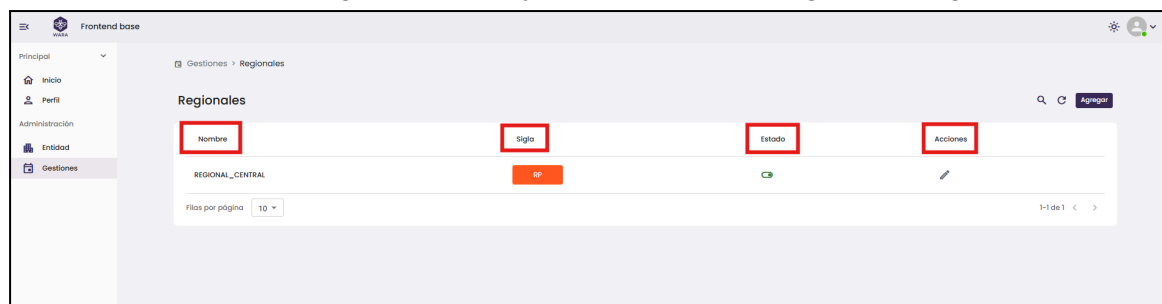 WARA
Frontend base
Principal
Inicio
Perfil
Administración
Entidad
Gestiones
Gestiones > Regionales
Regionales
Agregar
Nombre Sigla Estado Acciones
REGIONAL_CENTRAL RP
Filas por página 10 1-1 de 1